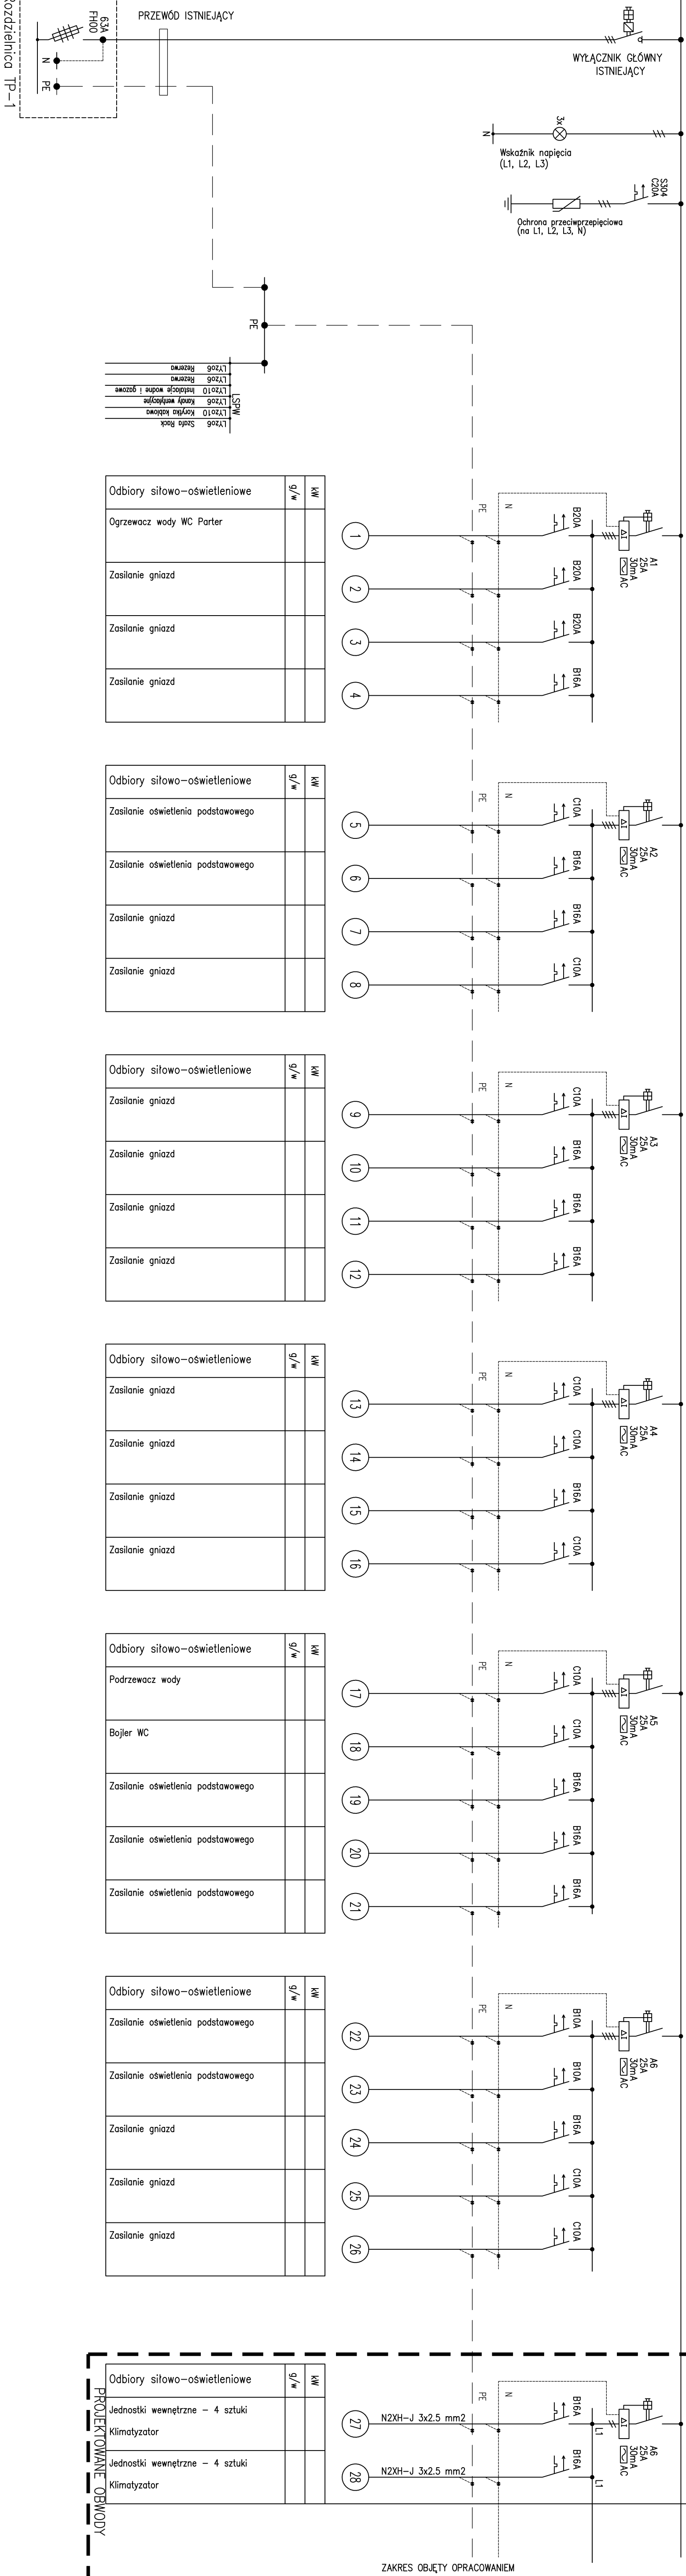 Rozdzielnica TP-1
63A
FH00
N
PE
PRZEWÓD ISTNIEJĄCY
WYŁĄCZNIK GŁÓWNY
ISTNIEJĄCY
3x
N
Wskaźnik napięcia
(L1, L2, L3)
S304
C20A
Ochrona przeciwprzepięciowa
(na L1, L2, L3, N)
PE
LSPW
LYżo6 Rezerwa
LYżo6 Rezerwa
LYżo10 Instalacje wodne i gazowe
LYżo6 Kanały wentylacyjne
LYżo10 Korytka kablowa
LYżo6 Szafa Rack
Odbiory siłowo-oświetleniowe g/w kW
PE N
A1
25A
30mA
AC
ΔI
Ogrzewacz wody WC Parter 1 B20A
Zasilanie gniazd 2 B20A
Zasilanie gniazd 3 B20A
Zasilanie gniazd 4 B16A
Odbiory siłowo-oświetleniowe g/w kW
PE N
A2
25A
30mA
AC
ΔI
Zasilanie oświetlenia podstawowego 5 C10A
Zasilanie oświetlenia podstawowego 6 B16A
Zasilanie gniazd 7 B16A
Zasilanie gniazd 8 C10A
Odbiory siłowo-oświetleniowe g/w kW
PE N
A3
25A
30mA
AC
ΔI
Zasilanie gniazd 9 C10A
Zasilanie gniazd 10 B16A
Zasilanie gniazd 11 B16A
Zasilanie gniazd 12 B16A
Odbiory siłowo-oświetleniowe g/w kW
PE N
A4
25A
30mA
AC
ΔI
Zasilanie gniazd 13 C10A
Zasilanie gniazd 14 C10A
Zasilanie gniazd 15 B16A
Zasilanie gniazd 16 C10A
Odbiory siłowo-oświetleniowe g/w kW
PE N
A5
25A
30mA
AC
ΔI
Podrzewacz wody 17 C10A
Bojler WC 18 C10A
Zasilanie oświetlenia podstawowego 19 B16A
Zasilanie oświetlenia podstawowego 20 B16A
Zasilanie oświetlenia podstawowego 21 B16A
Odbiory siłowo-oświetleniowe g/w kW
PE N
A6
25A
30mA
AC
ΔI
Zasilanie oświetlenia podstawowego 22 B10A
Zasilanie oświetlenia podstawowego 23 B10A
Zasilanie gniazd 24 B16A
Zasilanie gniazd 25 C10A
Zasilanie gniazd 26 C10A
Odbiory siłowo-oświetleniowe g/w kW
PE N
A6
25A
30mA
AC
ΔI
Jednostki wewnętrzne - 4 sztuki
Klimatyzator
27 N2XH-J 3x2.5 mm2 B16A L1
Jednostki wewnętrzne - 4 sztuki
Klimatyzator
28 N2XH-J 3x2.5 mm2 B16A L1
PROJEKTOWANE OBWODY
ZAKRES OBJĘTY OPRACOWANIEM